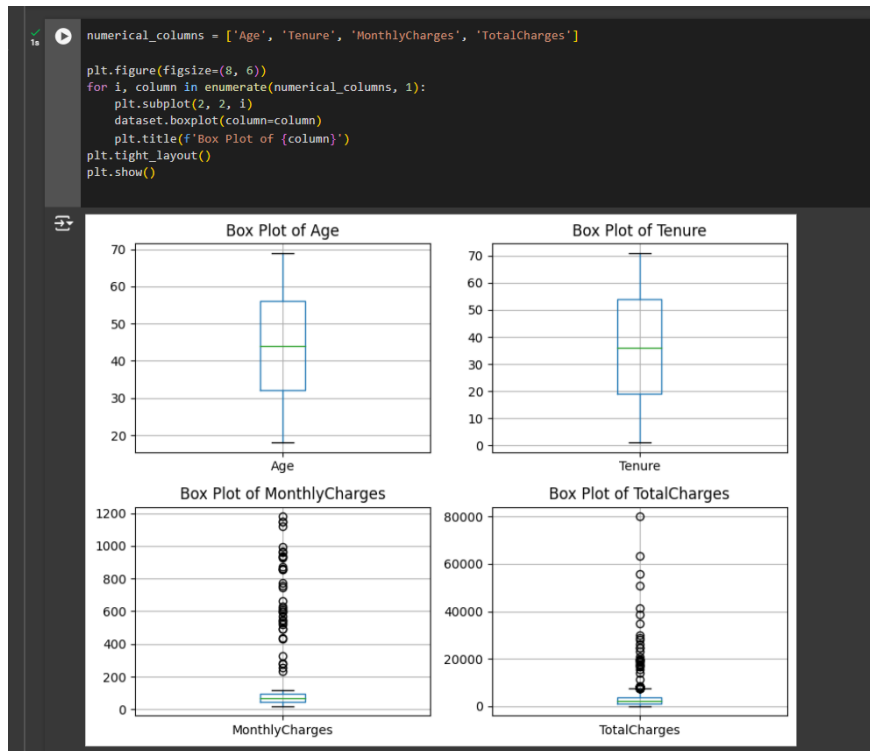 numerical_columns = ['Age', 'Tenure', 'MonthlyCharges', 'TotalCharges']
1s
plt.figure(figsize=(8, 6))
for i, column in enumerate(numerical_columns, 1):
    plt.subplot(2, 2, i)
    dataset.boxplot(column=column)
    plt.title(f'Box Plot of {column}')
plt.tight_layout()
plt.show()
Box Plot of Age
70
60
50
40
30
20
Age
Box Plot of Tenure
70
60
50
40
30
20
10
0
Tenure
Box Plot of MonthlyCharges
1200
1000
800
600
400
200
0
MonthlyCharges
Box Plot of TotalCharges
80000
60000
40000
20000
0
TotalCharges